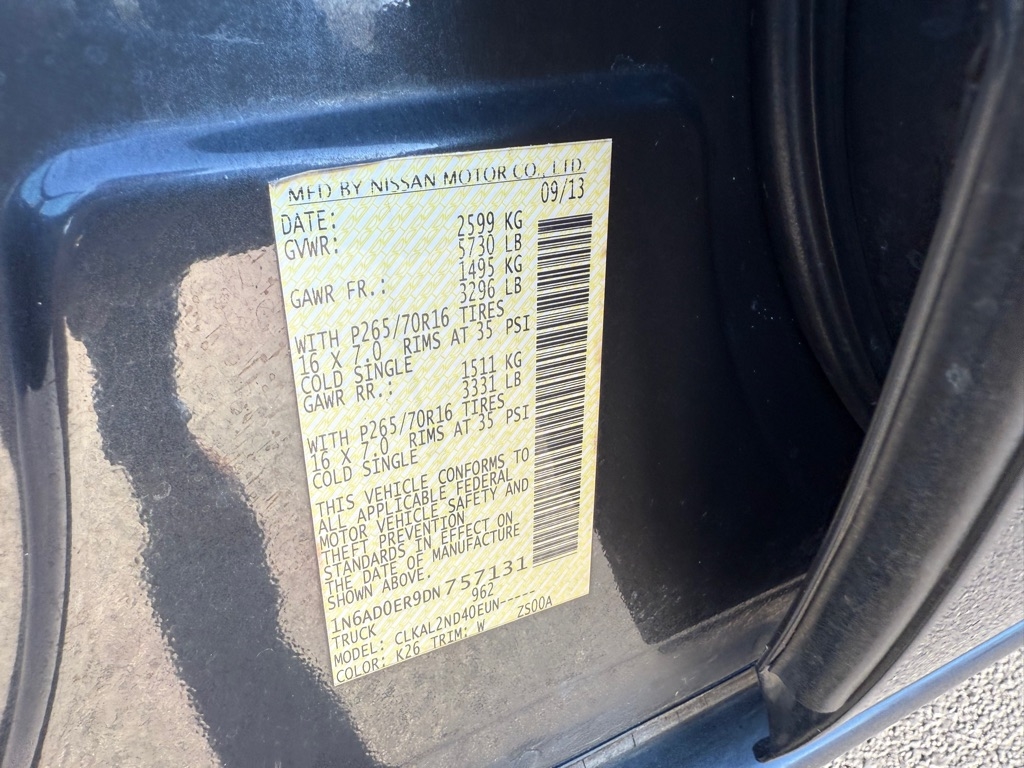 MFD BY NISSAN MOTOR CO., LTD.
DATE: 09/13
GVWR: 2599 KG
5730 LB
GAWR FR.: 1495 KG
3296 LB
WITH P265/70R16 TIRES
16 X 7.0 RIMS AT 35 PSI
COLD SINGLE
GAWR RR.: 1511 KG
3331 LB
WITH P265/70R16 TIRES
16 X 7.0 RIMS AT 35 PSI
COLD SINGLE
THIS VEHICLE CONFORMS TO
ALL APPLICABLE FEDERAL
MOTOR VEHICLE SAFETY AND
THEFT PREVENTION
STANDARDS IN EFFECT ON
THE DATE OF MANUFACTURE
SHOWN ABOVE.
1N6AD0ER9DN757131
TRUCK 962
MODEL: CLKAL2ND40EUN-----
COLOR: K26 TRIM: W ZS00A